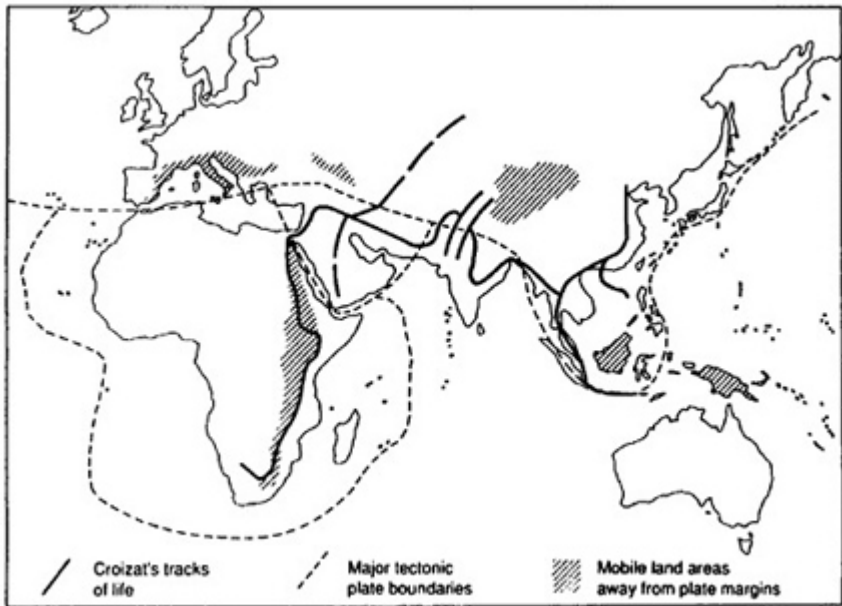 Croizat's tracks
of life
Major tectonic
plate boundaries
Mobile land areas
away from plate margins